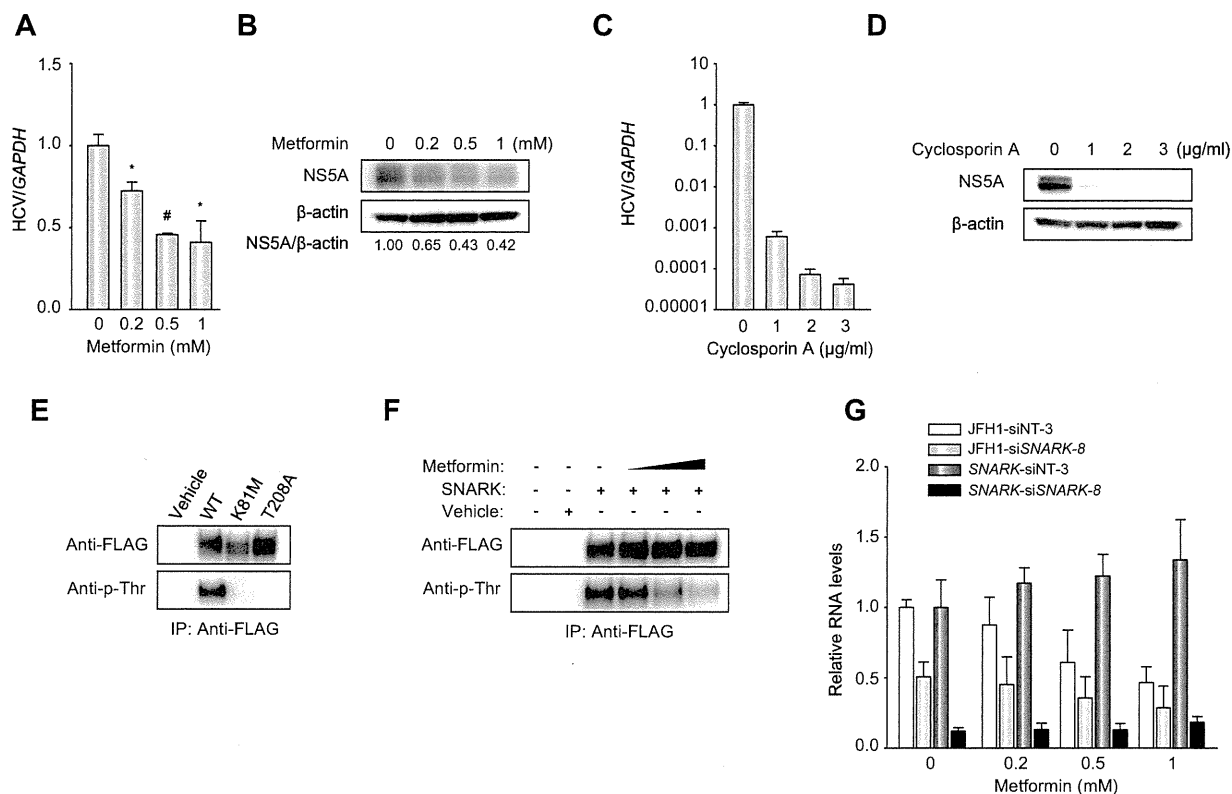 A
1.5
1.0
0.5
0.0
HCV/GAPDH
*
#
*
0 0.2 0.5 1
Metformin (mM)
B
Metformin 0 0.2 0.5 1 (mM)
NS5A
β-actin
NS5A/β-actin 1.00 0.65 0.43 0.42
C
10
1
0.1
0.01
0.001
0.0001
0.00001
HCV/GAPDH
0 1 2 3
Cyclosporin A (µg/ml)
D
Cyclosporin A 0 1 2 3 (µg/ml)
NS5A
β-actin
E
Vehicle WT K81M T208A
Anti-FLAG
Anti-p-Thr
IP: Anti-FLAG
F
Metformin: - - -
SNARK: - - + + + +
Vehicle: - + - - - -
Anti-FLAG
Anti-p-Thr
IP: Anti-FLAG
G
JFH1-siNT-3
JFH1-siSNARK-8
SNARK-siNT-3
SNARK-siSNARK-8
2.0
1.5
1.0
0.5
0.0
Relative RNA levels
0 0.2 0.5 1
Metformin (mM)